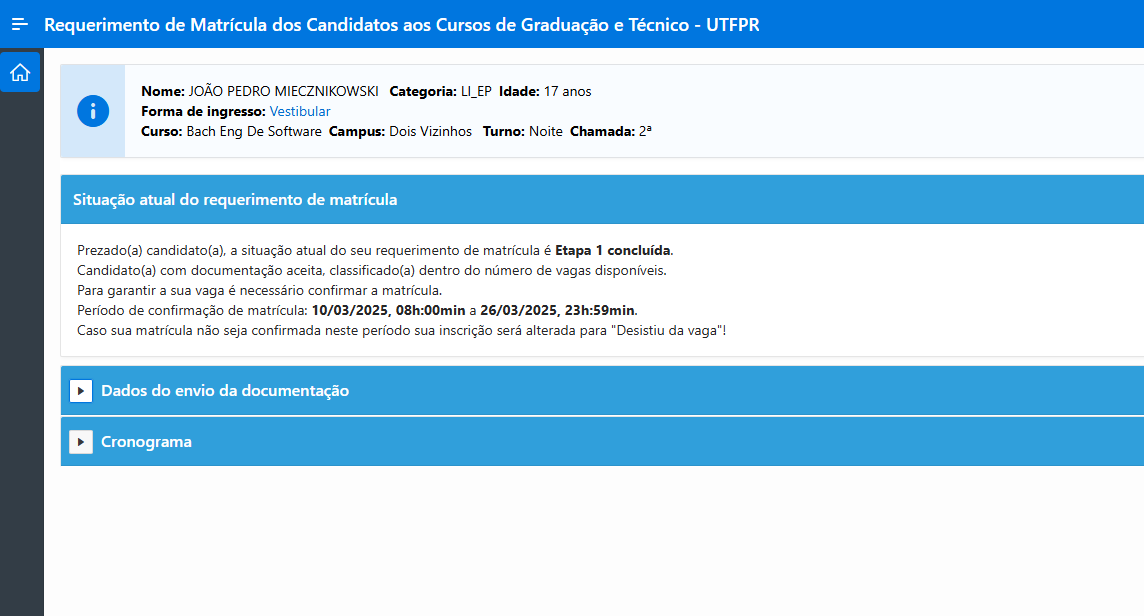 Requerimento de Matrícula dos Candidatos aos Cursos de Graduação e Técnico - UTFPR
Nome: JOÃO PEDRO MIECZNIKOWSKI Categoria: LI_EP Idade: 17 anos
Forma de ingresso: Vestibular
Curso: Bach Eng De Software Campus: Dois Vizinhos Turno: Noite Chamada: 2ª
Situação atual do requerimento de matrícula
Prezado(a) candidato(a), a situação atual do seu requerimento de matrícula é Etapa 1 concluída.
Candidato(a) com documentação aceita, classificado(a) dentro do número de vagas disponíveis.
Para garantir a sua vaga é necessário confirmar a matrícula.
Período de confirmação de matrícula: 10/03/2025, 08h:00min a 26/03/2025, 23h:59min.
Caso sua matrícula não seja confirmada neste período sua inscrição será alterada para "Desistiu da vaga"!
Dados do envio da documentação
Cronograma